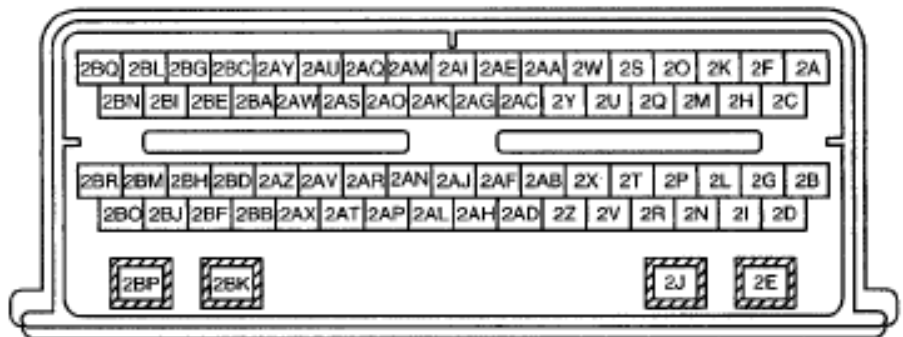 2BQ 2BL 2BG 2BC 2AY 2AU 2AQ 2AM 2AI 2AE 2AA 2W 2S 2O 2K 2F 2A
2BN 2BI 2BE 2BA 2AW 2AS 2AO 2AK 2AG 2AC 2Y 2U 2Q 2M 2H 2C
2BR 2BM 2BH 2BD 2AZ 2AV 2AR 2AN 2AJ 2AF 2AB 2X 2T 2P 2L 2G 2B
2BO 2BJ 2BF 2BB 2AX 2AT 2AP 2AL 2AH 2AD 2Z 2V 2R 2N 2I 2D
2BP 2BK 2J 2E